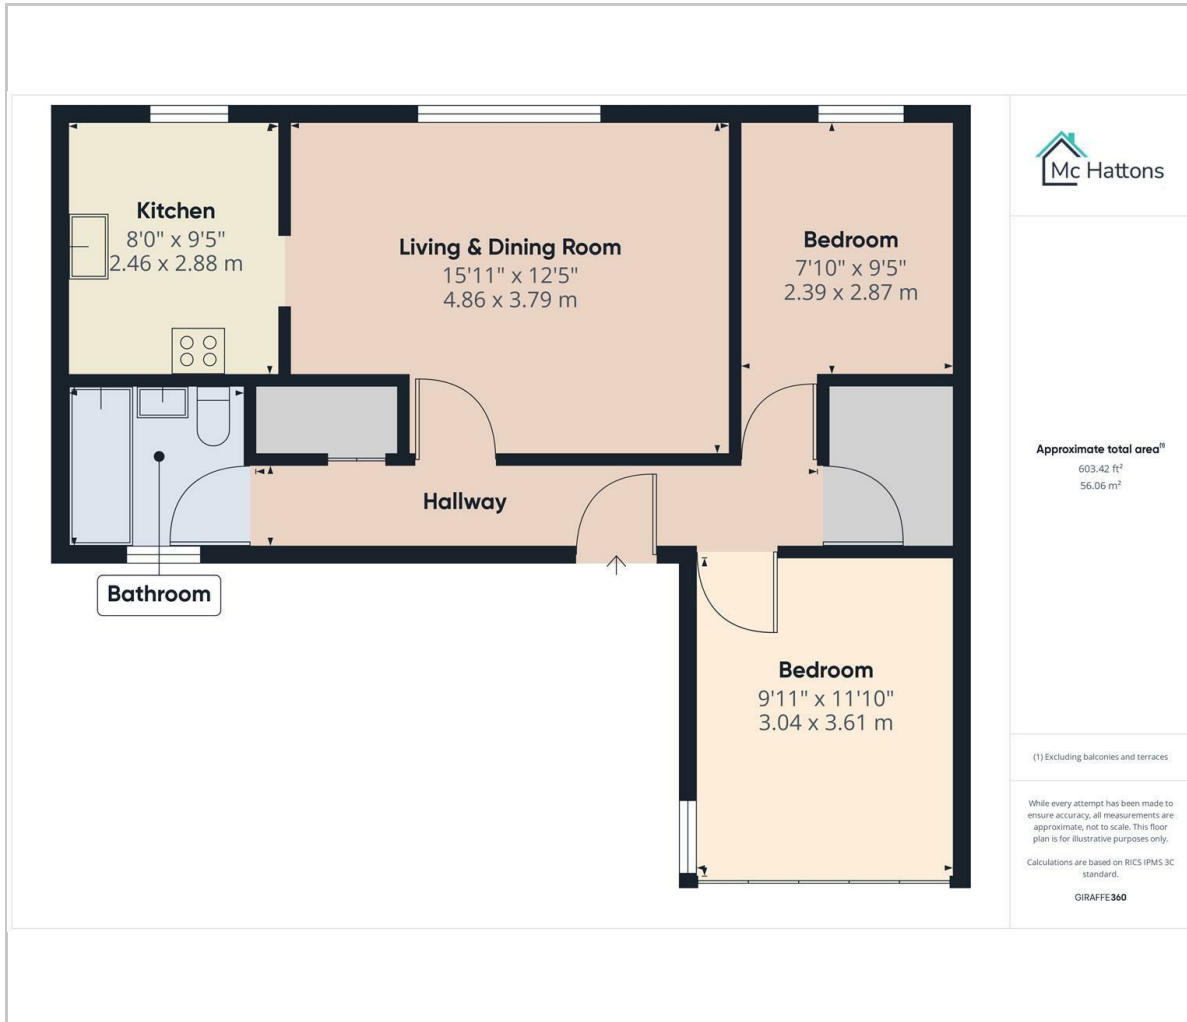 Kitchen
8'0" x 9'5"
2.46 x 2.88 m
Living & Dining Room
15'11" x 12'5"
4.86 x 3.79 m
Bedroom
7'10" x 9'5"
2.39 x 2.87 m
Hallway
Bathroom
Bedroom
9'11" x 11'10"
3.04 x 3.61 m
Mc Hattons
Approximate total area⁽¹⁾
603.42 ft²
56.06 m²
(1) Excluding balconies and terraces
While every attempt has been made to
ensure accuracy, all measurements are
approximate, not to scale. This floor
plan is for illustrative purposes only.
Calculations are based on RICS IPMS 3C
standard.
GIRAFFE360